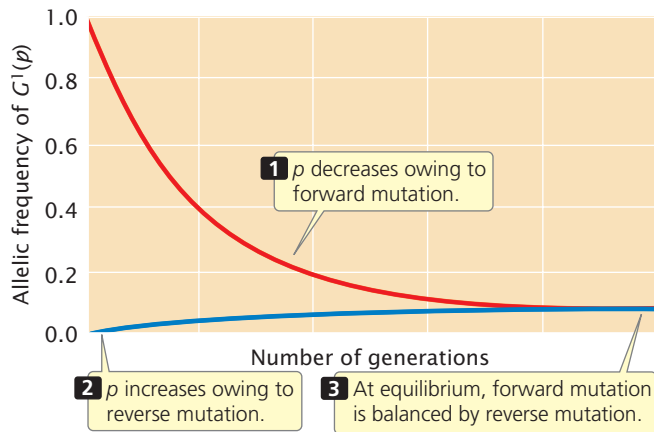 1.0
0.8
0.6
0.4
0.2
0.0
Allelic frequency of G¹(p)
1 p decreases owing to
forward mutation.
Number of generations
2 p increases owing to
reverse mutation.
3 At equilibrium, forward mutation
is balanced by reverse mutation.